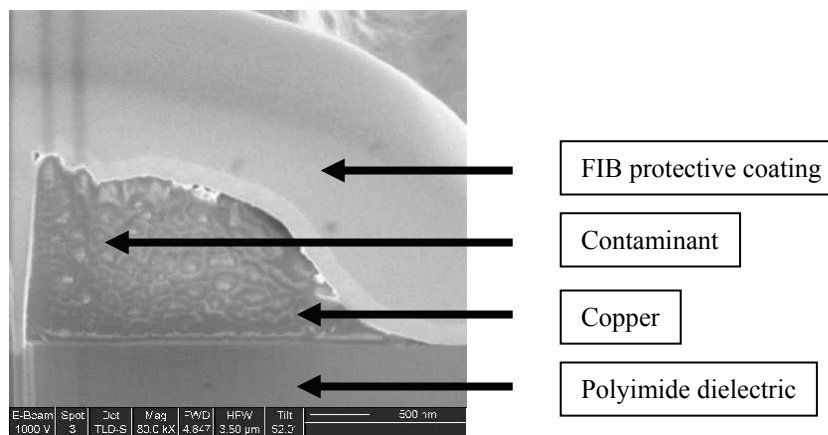 FIB protective coating
Contaminant
Copper
Polyimide dielectric
E-Beam Spot Det Mag FWD HFW Tilt 500 nm
1000 V 3 TLD-S 80.0 kX 4.847 3.50 µm 52.0°